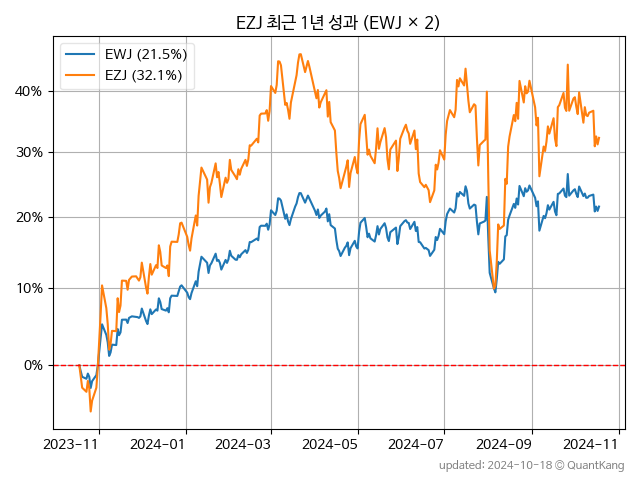 EZJ 최근 1년 성과 (EWJ × 2)
EWJ (21.5%)
EZJ (32.1%)
40%
30%
20%
10%
0%
2023-11 2024-01 2024-03 2024-05 2024-07 2024-09 2024-11
updated: 2024-10-18 © QuantKang